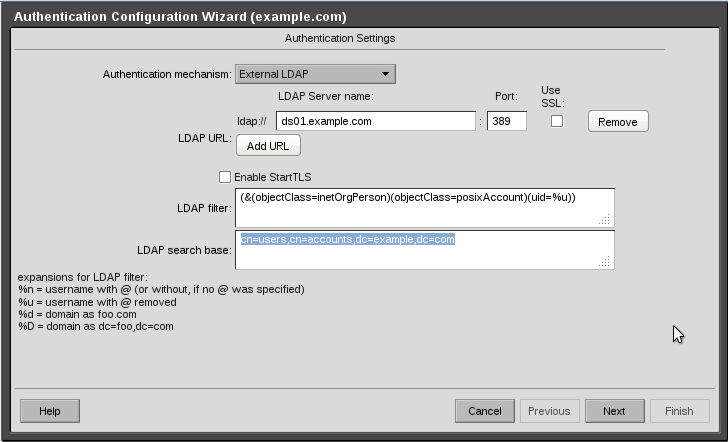 Authentication Configuration Wizard (example.com)
Authentication Settings
Authentication mechanism: External LDAP
LDAP Server name: Port: Use SSL:
ldap:// ds01.example.com : 389 Remove
LDAP URL: Add URL
Enable StartTLS
LDAP filter: (&(objectClass=inetOrgPerson)(objectClass=posixAccount)(uid=%u))
LDAP search base: cn=users,cn=accounts,dc=example,dc=com
expansions for LDAP filter:
%n = username with @ (or without, if no @ was specified)
%u = username with @ removed
%d = domain as foo.com
%D = domain as dc=foo,dc=com
Help Cancel Previous Next Finish